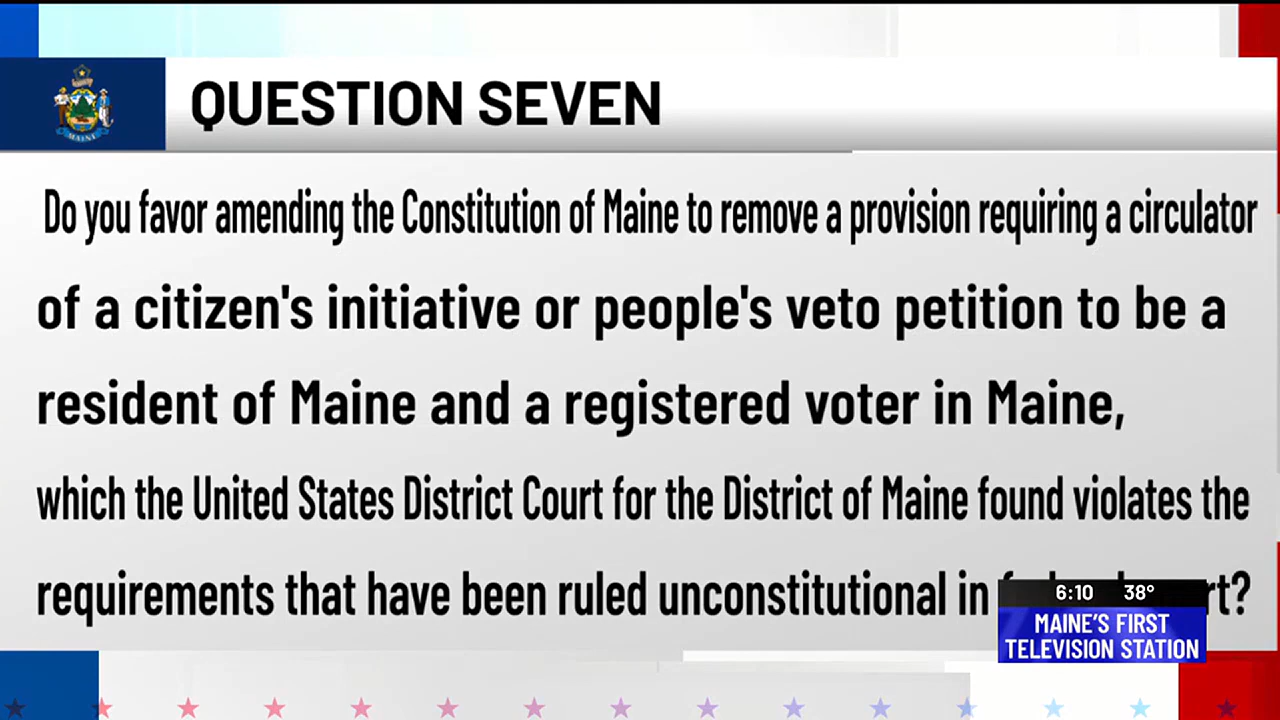 QUESTION SEVEN
Do you favor amending the Constitution of Maine to remove a provision requiring a circulator
of a citizen's initiative or people's veto petition to be a
resident of Maine and a registered voter in Maine,
which the United States District Court for the District of Maine found violates the
requirements that have been ruled unconstitutional in
6:10 38°
MAINE'S FIRST
TELEVISION STATION